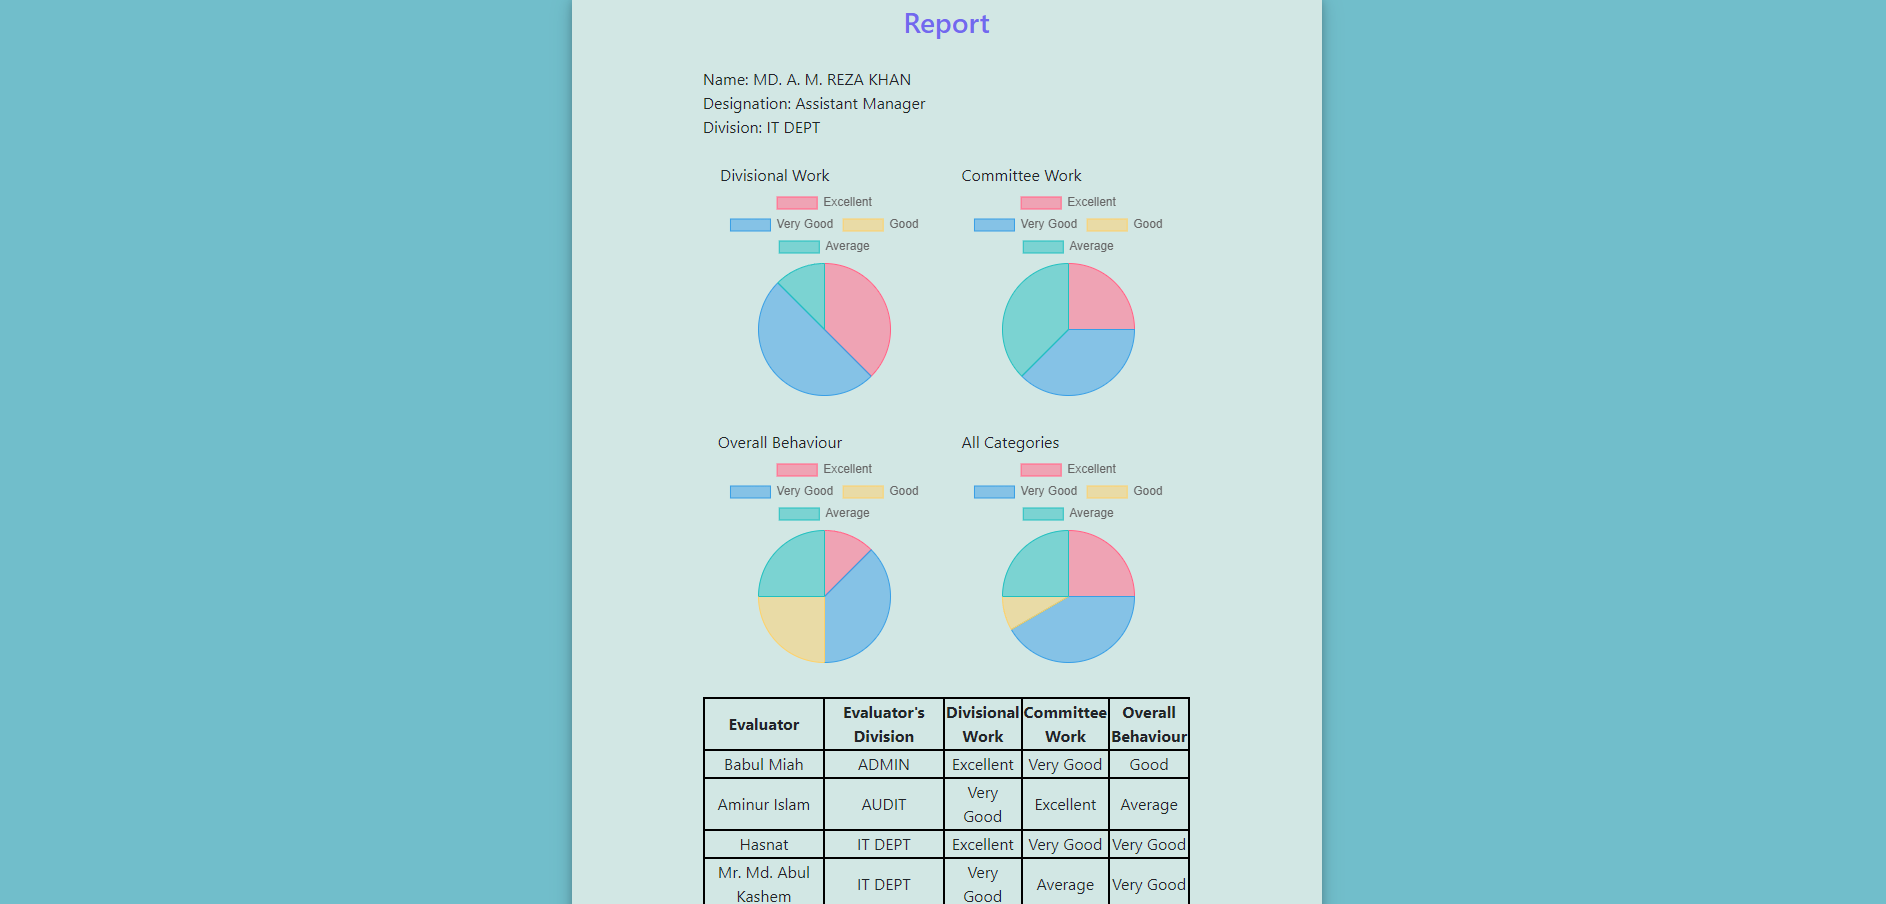 Report
Name: MD. A. M. REZA KHAN
Designation: Assistant Manager
Division: IT DEPT
Divisional Work
Excellent
Very Good Good
Average
Committee Work
Excellent
Very Good Good
Average
Overall Behaviour
Excellent
Very Good Good
Average
All Categories
Excellent
Very Good Good
Average
Evaluator Evaluator's Division Divisional Work Committee Work Overall Behaviour
Babul Miah ADMIN Excellent Very Good Good
Aminur Islam AUDIT Very Good Excellent Average
Hasnat IT DEPT Excellent Very Good Very Good
Mr. Md. Abul Kashem IT DEPT Very Good Average Very Good